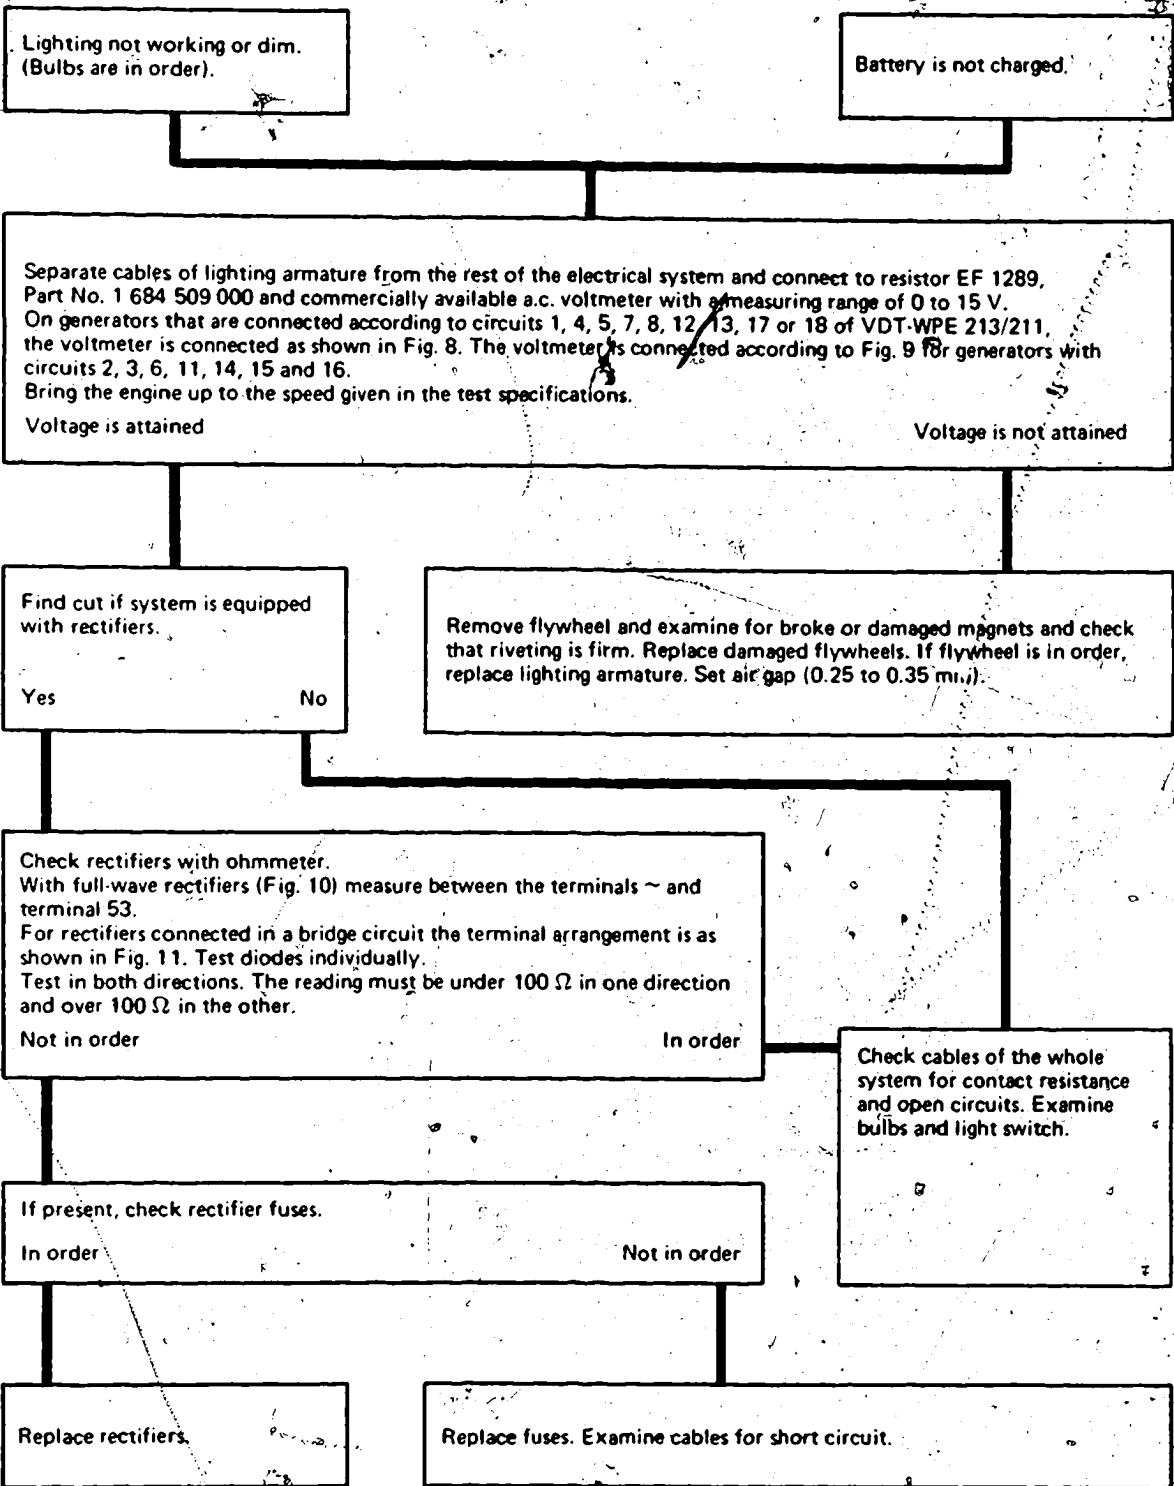 Lighting not working or dim.
(Bulbs are in order).
Battery is not charged.
Separate cables of lighting armature from the rest of the electrical system and connect to resistor EF 1289,
Part No. 1 684 509 000 and commercially available a.c. voltmeter with a measuring range of 0 to 15 V.
On generators that are connected according to circuits 1, 4, 5, 7, 8, 12, 13, 17 or 18 of VDT-WPE 213/211,
the voltmeter is connected as shown in Fig. 8. The voltmeter is connected according to Fig. 9 for generators with
circuits 2, 3, 6, 11, 14, 15 and 16.
Bring the engine up to the speed given in the test specifications.
Voltage is attained
Voltage is not attained
Find cut if system is equipped
with rectifiers.
Yes
No
Remove flywheel and examine for broke or damaged magnets and check
that riveting is firm. Replace damaged flywheels. If flywheel is in order,
replace lighting armature. Set air gap (0.25 to 0.35 mm).
Check rectifiers with ohmmeter.
With full-wave rectifiers (Fig. 10) measure between the terminals ~ and
terminal 53.
For rectifiers connected in a bridge circuit the terminal arrangement is as
shown in Fig. 11. Test diodes individually.
Test in both directions. The reading must be under 100 Ω in one direction
and over 100 Ω in the other.
Not in order
In order
Check cables of the whole
system for contact resistance
and open circuits. Examine
bulbs and light switch.
If present, check rectifier fuses.
In order
Not in order
Replace rectifiers.
Replace fuses. Examine cables for short circuit.